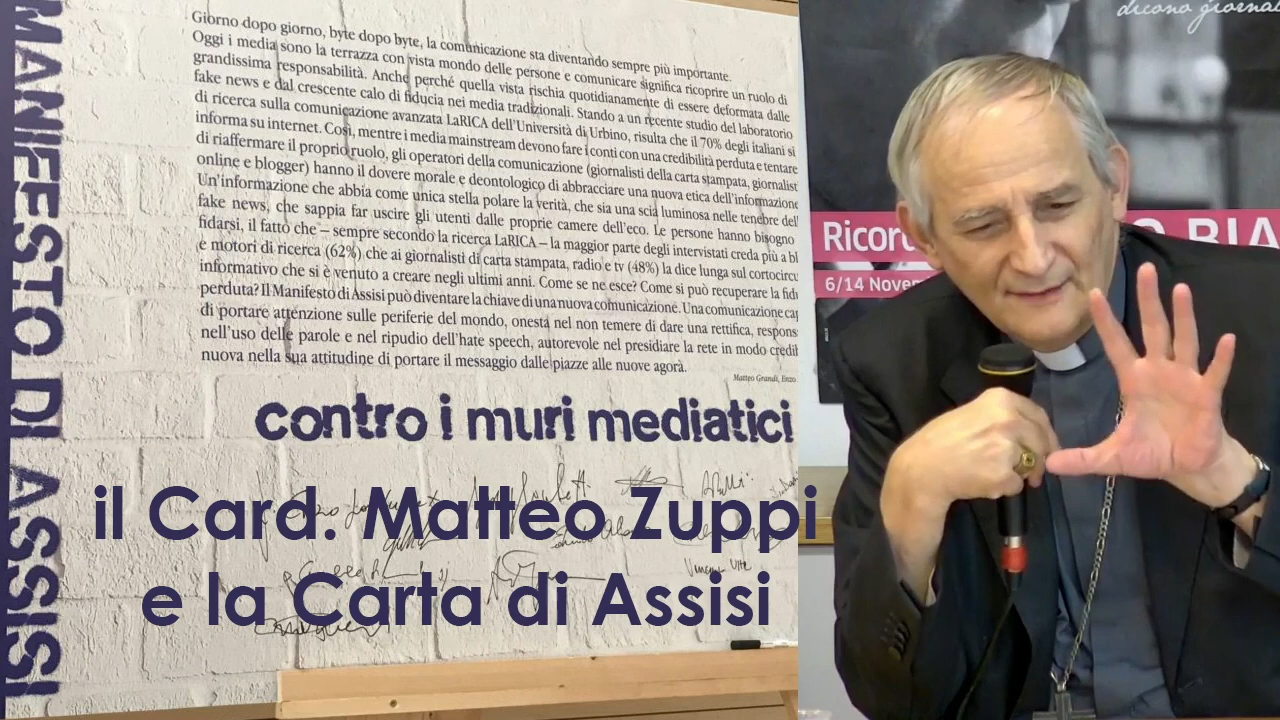 MANIFESTO DI ASSISI
Giorno dopo giorno, byte dopo byte, la comunicazione sta diventando sempre più importante.
Oggi i media sono la terrazza con vista mondo delle persone e comunicare significa ricoprire un ruolo di
grandissima responsabilità. Anche perché quella vista rischia quotidianamente di essere deformata dalle
fake news e dal crescente calo di fiducia nei media tradizionali. Stando a un recente studio del laboratorio
di ricerca sulla comunicazione avanzata LaRICA dell'Università di Urbino, risulta che il 70% degli italiani si
informa su internet. Così, mentre i media mainstream devono fare i conti con una credibilità perduta e tentare
di riaffermare il proprio ruolo, gli operatori della comunicazione (giornalisti della carta stampata, giornalist
online e blogger) hanno il dovere morale e deontologico di abbracciare una nuova etica dell'informazione
Un'informazione che abbia come unica stella polare la verità, che sia una scia luminosa nelle tenebre del
fake news, che sappia far uscire gli utenti dalle proprie camere dell'eco. Le persone hanno bisogno
fidarsi, il fatto che – sempre secondo la ricerca LaRICA – la maggior parte degli intervistati creda più a bl
e motori di ricerca (62%) che ai giornalisti di carta stampata, radio e tv (48%) la dice lunga sul cortocircu
informativo che si è venuto a creare negli ultimi anni. Come se ne esce? Come si può recuperare la fidu
perduta? Il Manifesto di Assisi può diventare la chiave di una nuova comunicazione. Una comunicazione cap
di portare attenzione sulle periferie del mondo, onesta nel non temere di dare una rettifica, respons
nell'uso delle parole e nel ripudio dell'hate speech, autorevole nel presidiare la rete in modo credib
nuova nella sua attitudine di portare il messaggio dalle piazze alle nuove agorà.
Matteo Grandi, Enzo
contro i muri mediatici
il Card. Matteo Zuppi
e la Carta di Assisi
dicono giornal
Ricor O BIA
6/14 Novem